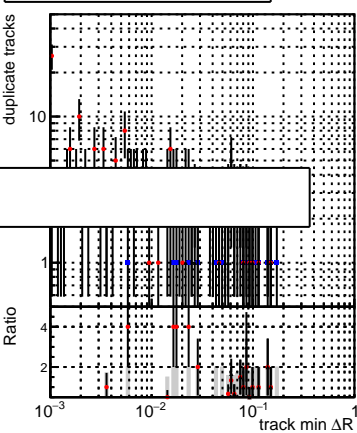 duplicate tracks
10
1
Ratio
4
2
10⁻³ 10⁻² 10⁻¹ 1
track min ΔR